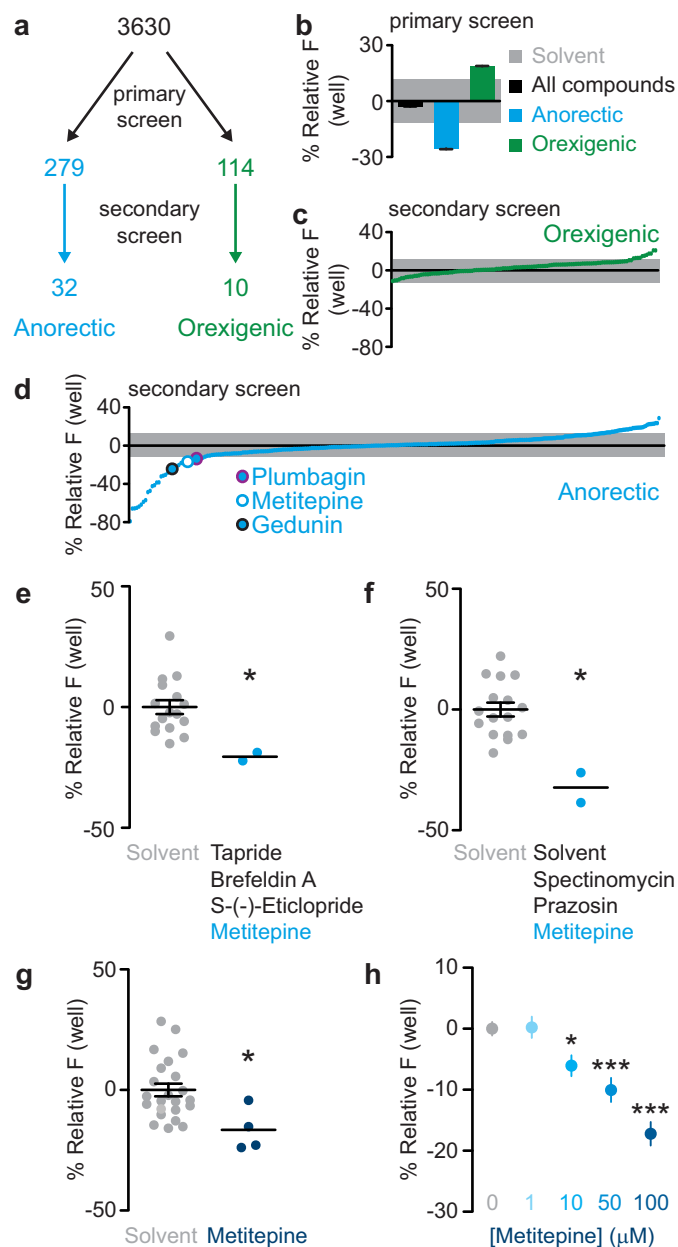 a
3630
primary
screen
279
114
secondary
screen
32
10
Anorectic
Orexigenic
b
primary screen
% Relative F
(well)
30
0
-30
Solvent
All compounds
Anorectic
Orexigenic
c
secondary screen
% Relative F
(well)
40
0
-40
-80
Orexigenic
d
secondary screen
% Relative F (well)
40
0
-40
-80
Plumbagin
Metitepine
Gedunin
Anorectic
e
% Relative F (well)
50
0
-50
*
Solvent
Tapride
Brefeldin A
S-(-)-Eticlopride
Metitepine
f
% Relative F (well)
50
0
-50
*
Solvent
Solvent
Spectinomycin
Prazosin
Metitepine
g
% Relative F (well)
50
0
-50
*
Solvent
Metitepine
h
% Relative F (well)
10
0
-10
-20
-30
*
***
***
0 1 10 50 100
[Metitepine] (µM)